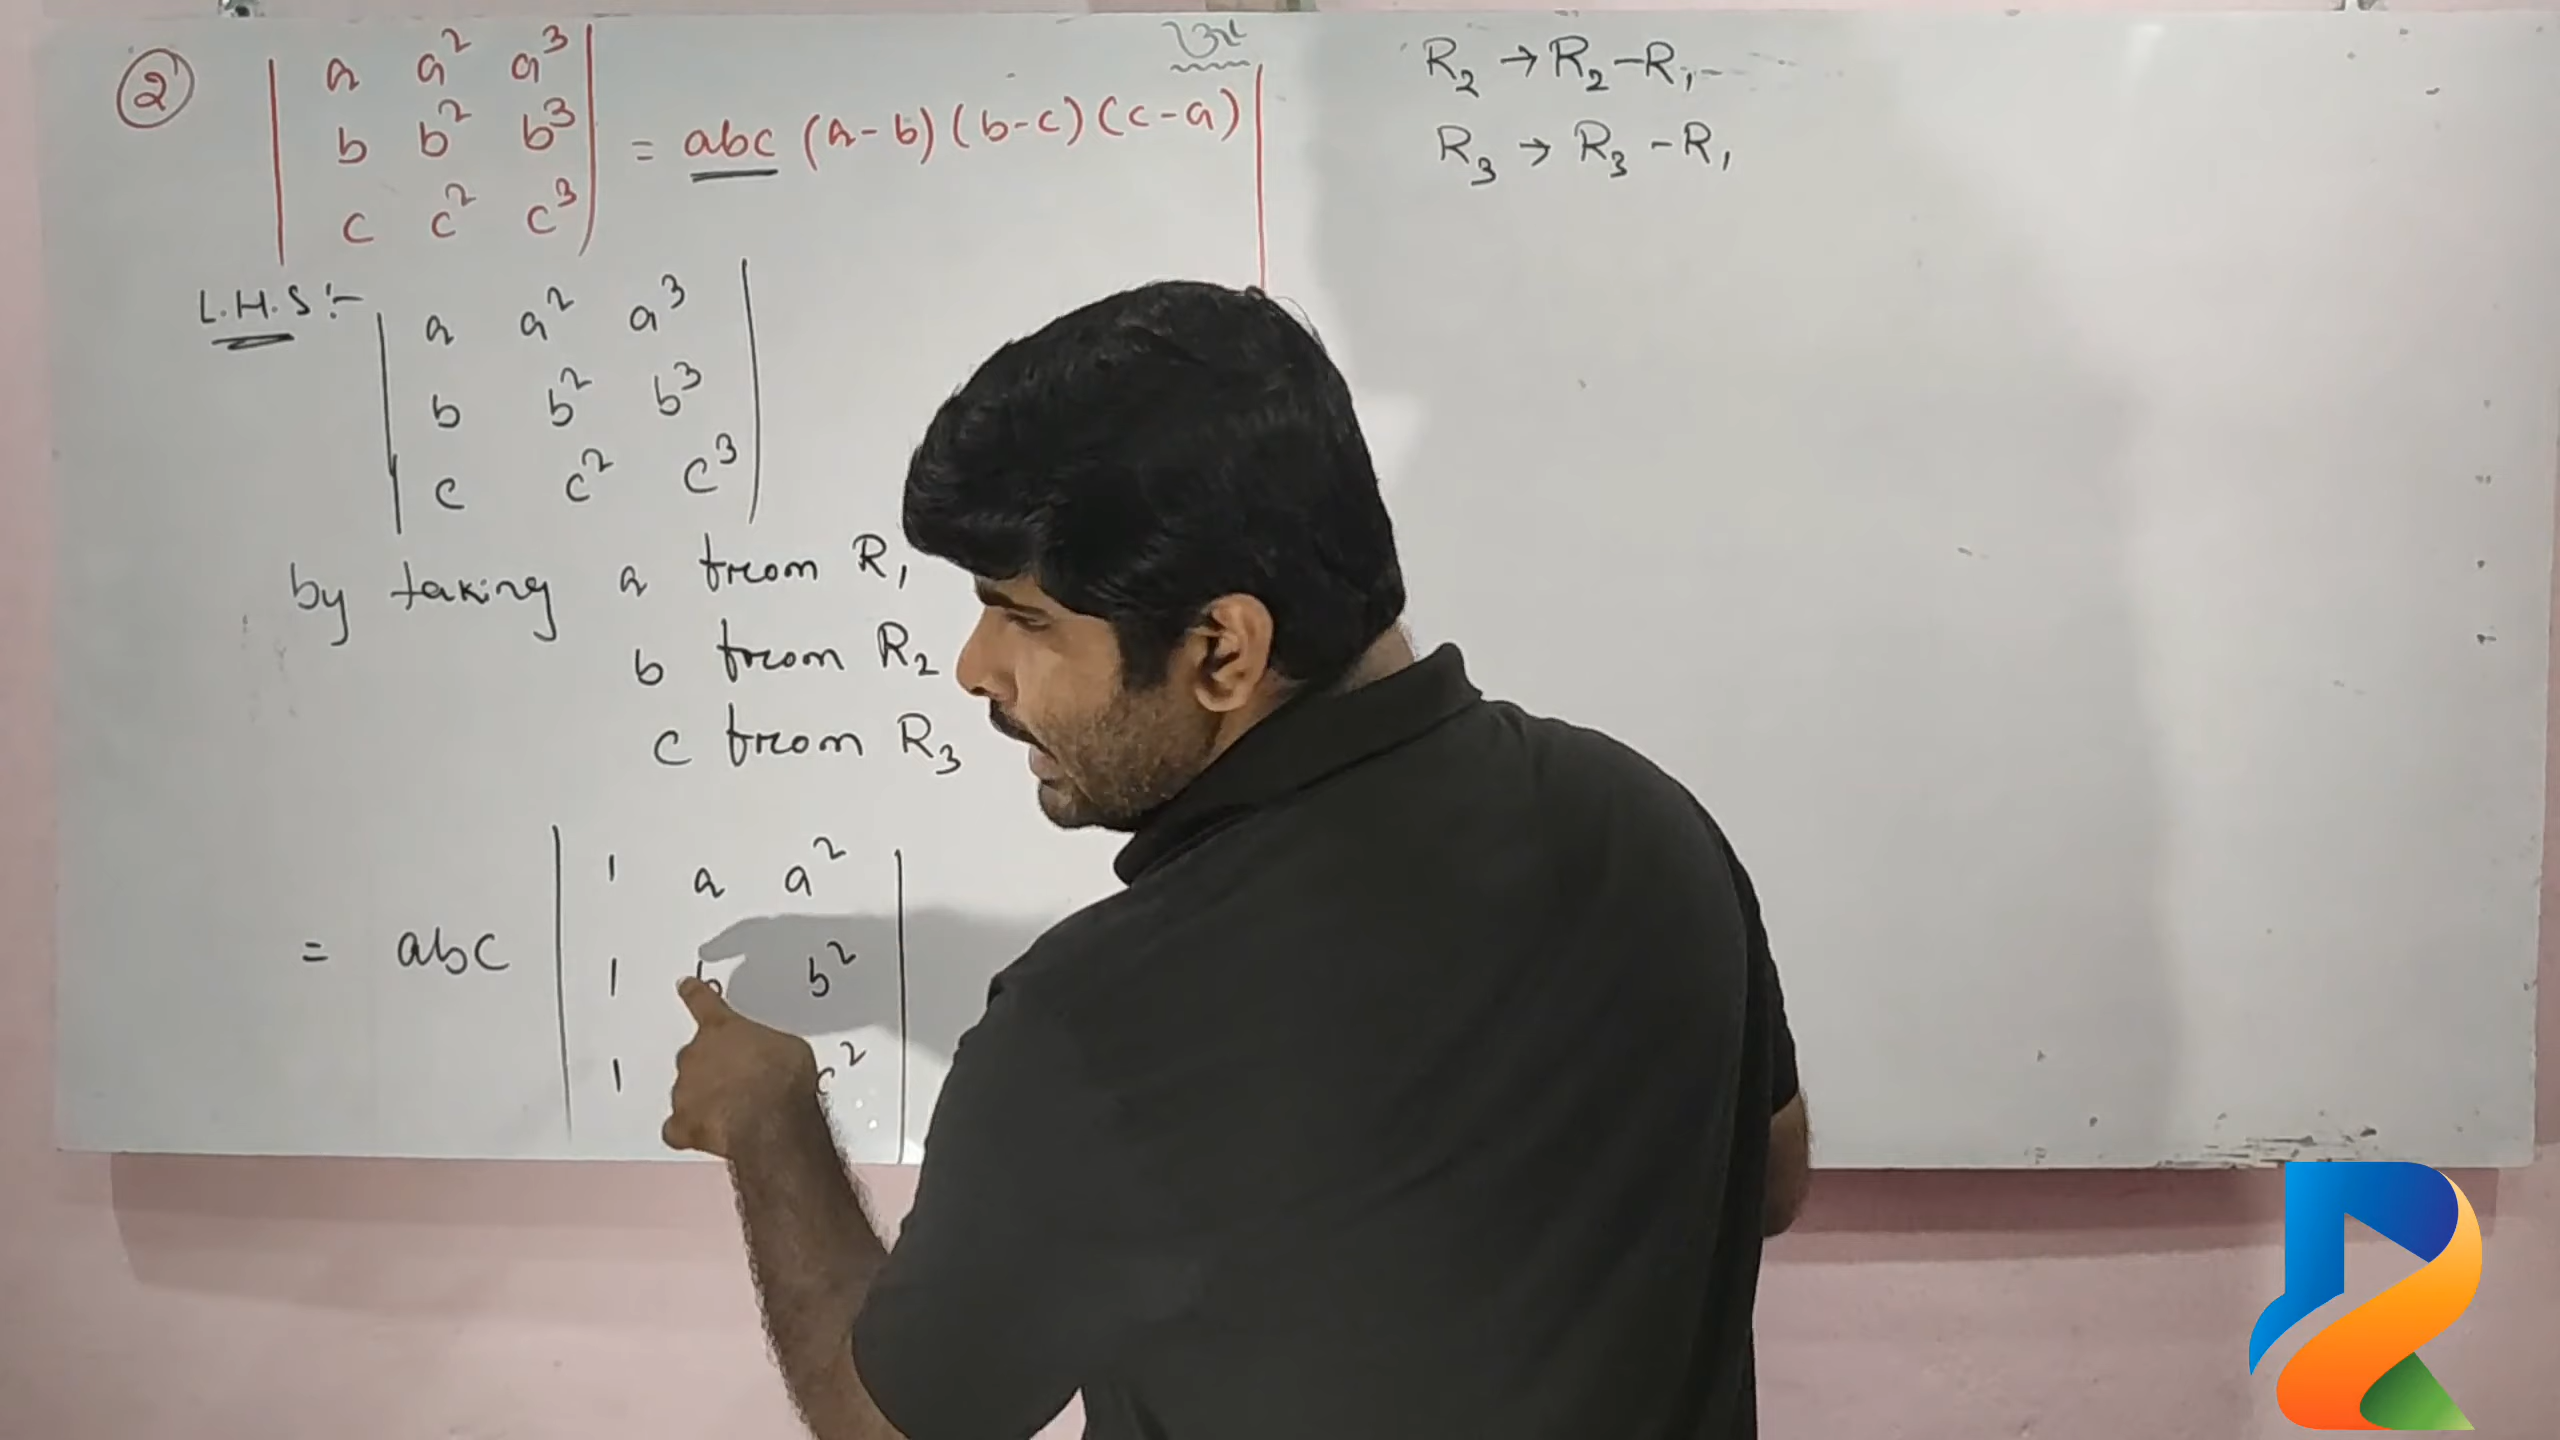 2
| a a² a³ |
| b b² b³ | = abc (a-b) (b-c) (c-a)
| c c² c³ |
L.H.S :-
| a a² a³ |
| b b² b³ |
| c c² c³ |
by taking a from R₁
b from R₂
c from R₃
| 1 a a² |
= abc | 1 b b² |
| 1 c² |
R₂ → R₂ - R₁
R₃ → R₃ - R₁